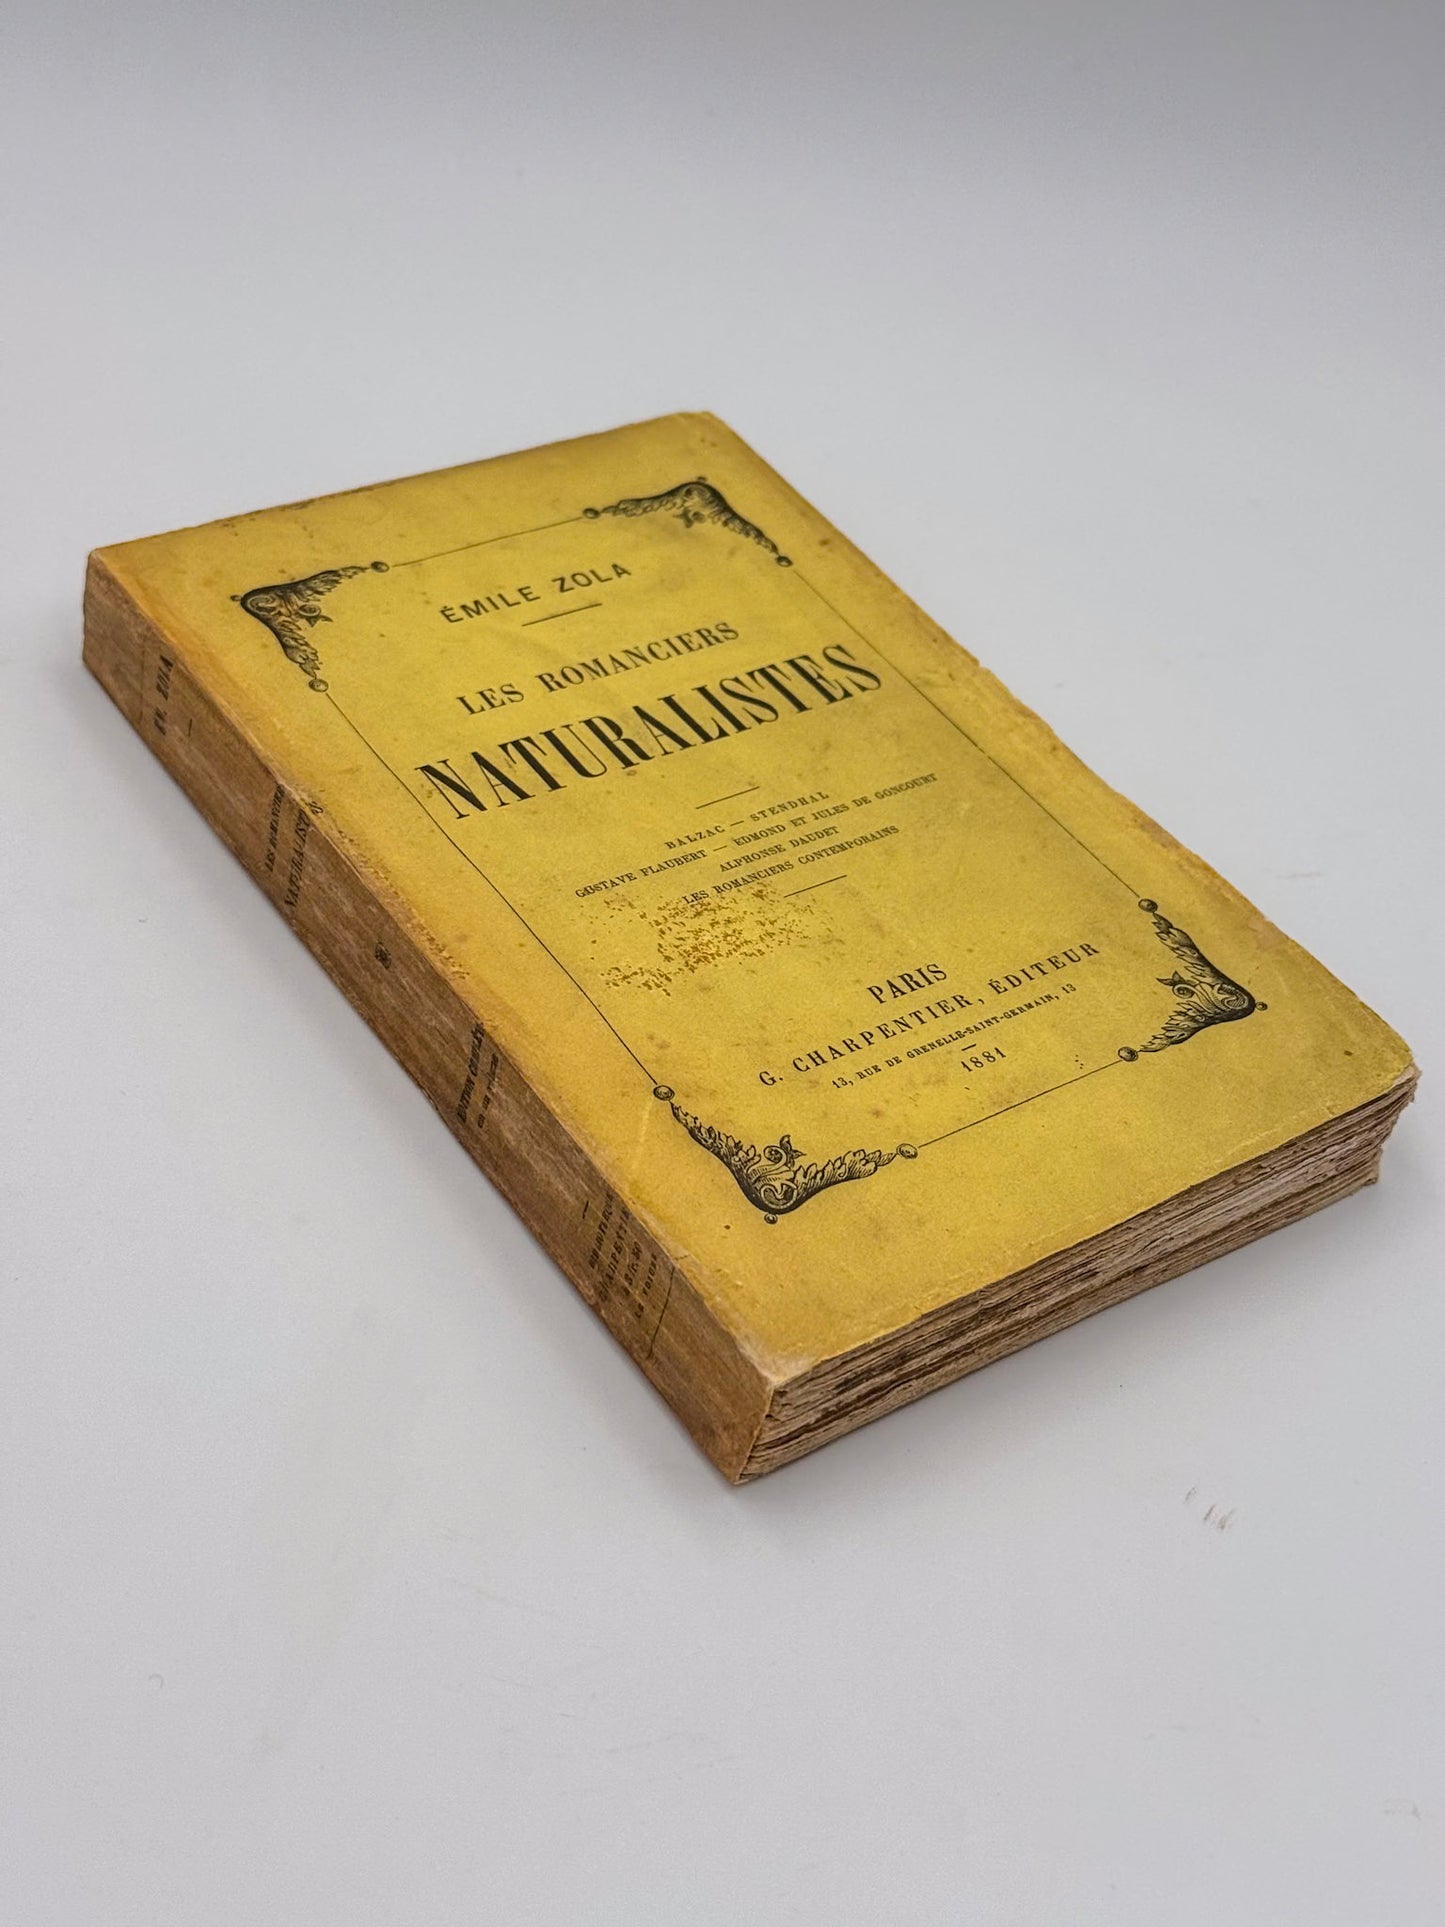 ÉMILE ZOLA
LES ROMANCIERS
NATURALISTES
BALZAC — STENDHAL
GUSTAVE FLAUBERT — EDMOND ET JULES DE GONCOURT
ALPHONSE DAUDET
LES ROMANCIERS CONTEMPORAINS
PARIS
G. CHARPENTIER, ÉDITEUR
13, RUE DE GRENELLE-SAINT-GERMAIN, 13
1881
EM. ZOLA
LES ROMANCIERS
NATURALISTES